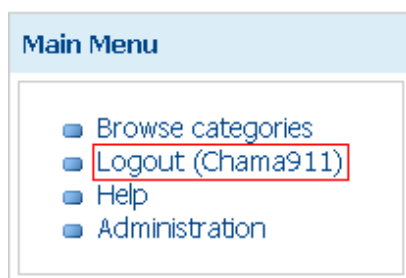 Main Menu
Browse categories
Logout (Chama911)
Help
Administration